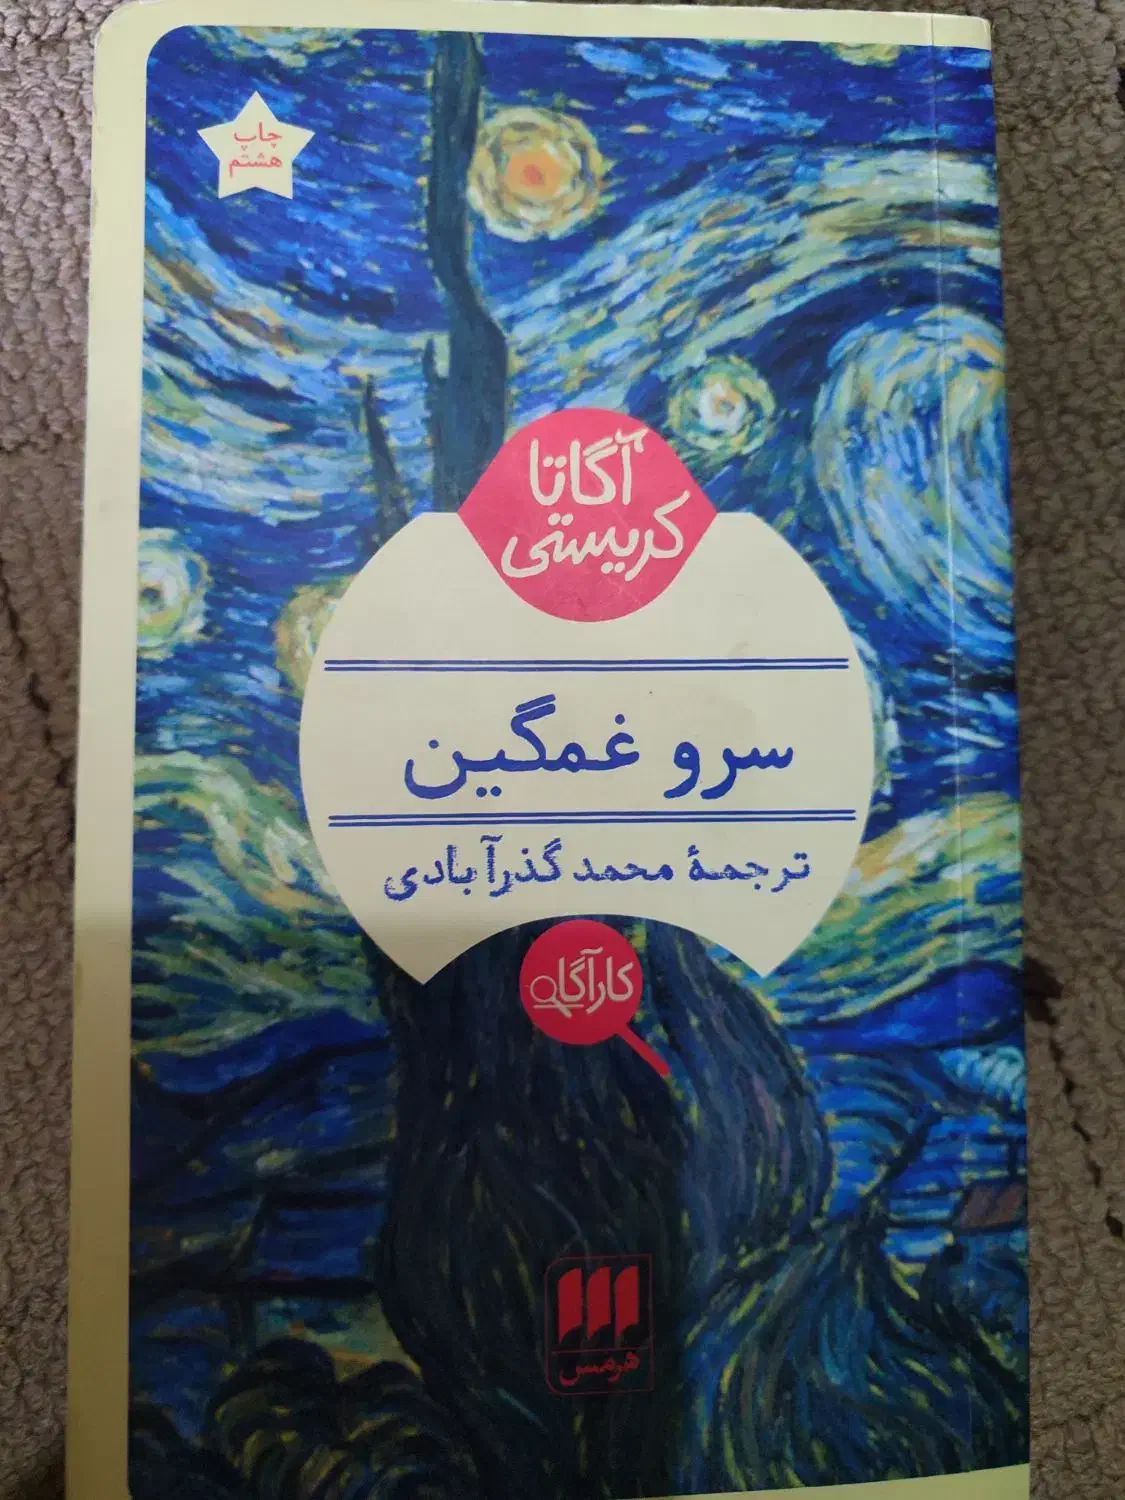 چاپ
هشتم
آگاتا
کریستی
سرو غمگین
ترجمهٔ محمد گذرآبادی
کارآگاه
هرمس